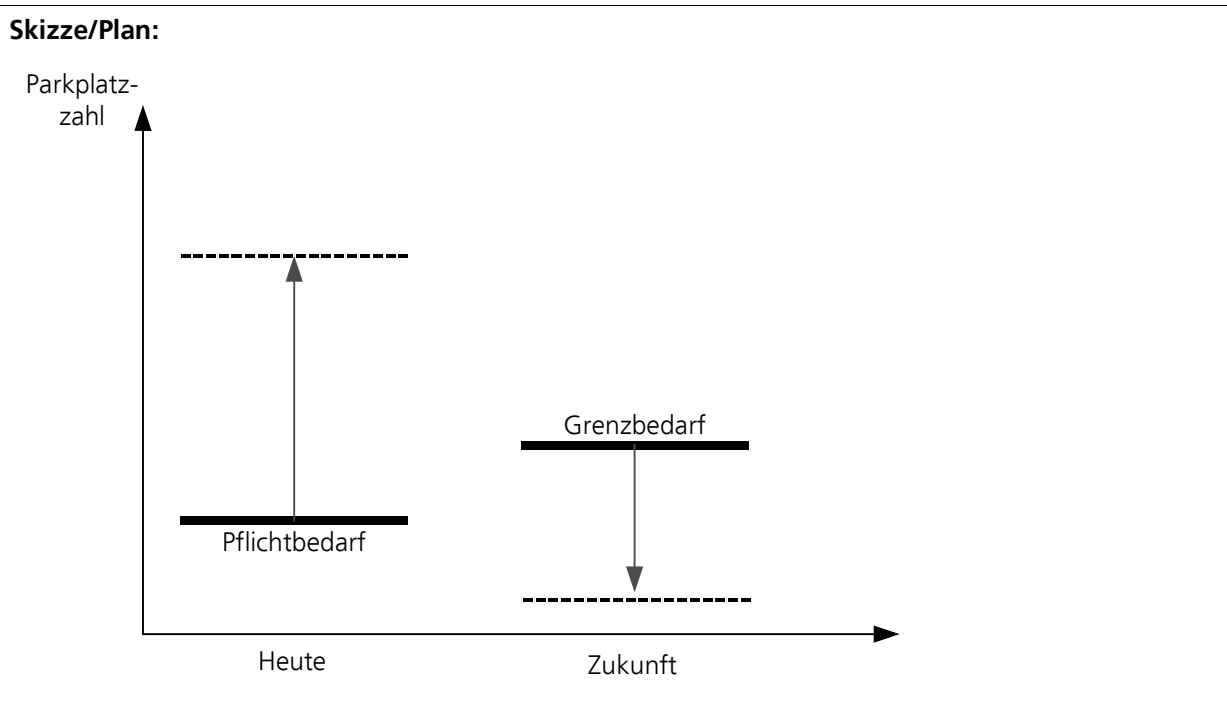 Skizze/Plan:
Parkplatz-
zahl
Grenzbedarf
Pflichtbedarf
Heute
Zukunft